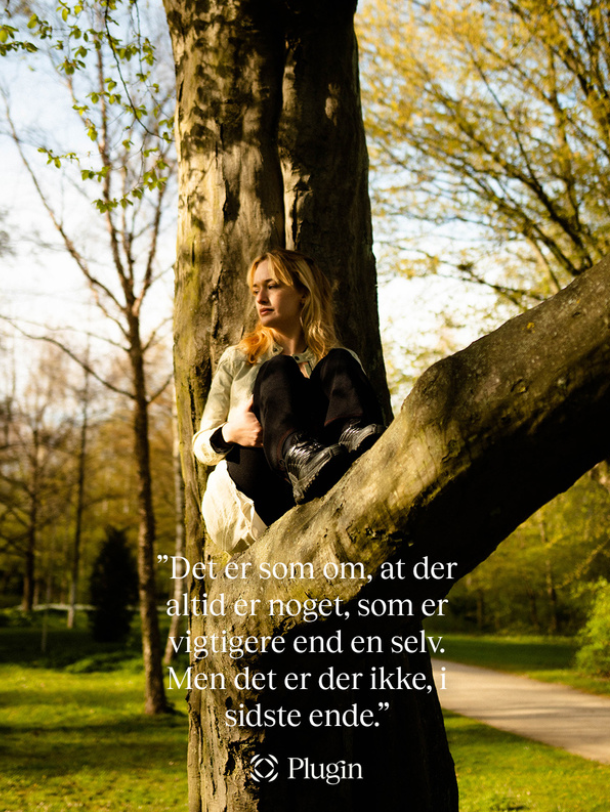 ”Det er som om, at der
altid er noget, som er
vigtigere end en selv.
Men det er der ikke, i
sidste ende.”
Plugin